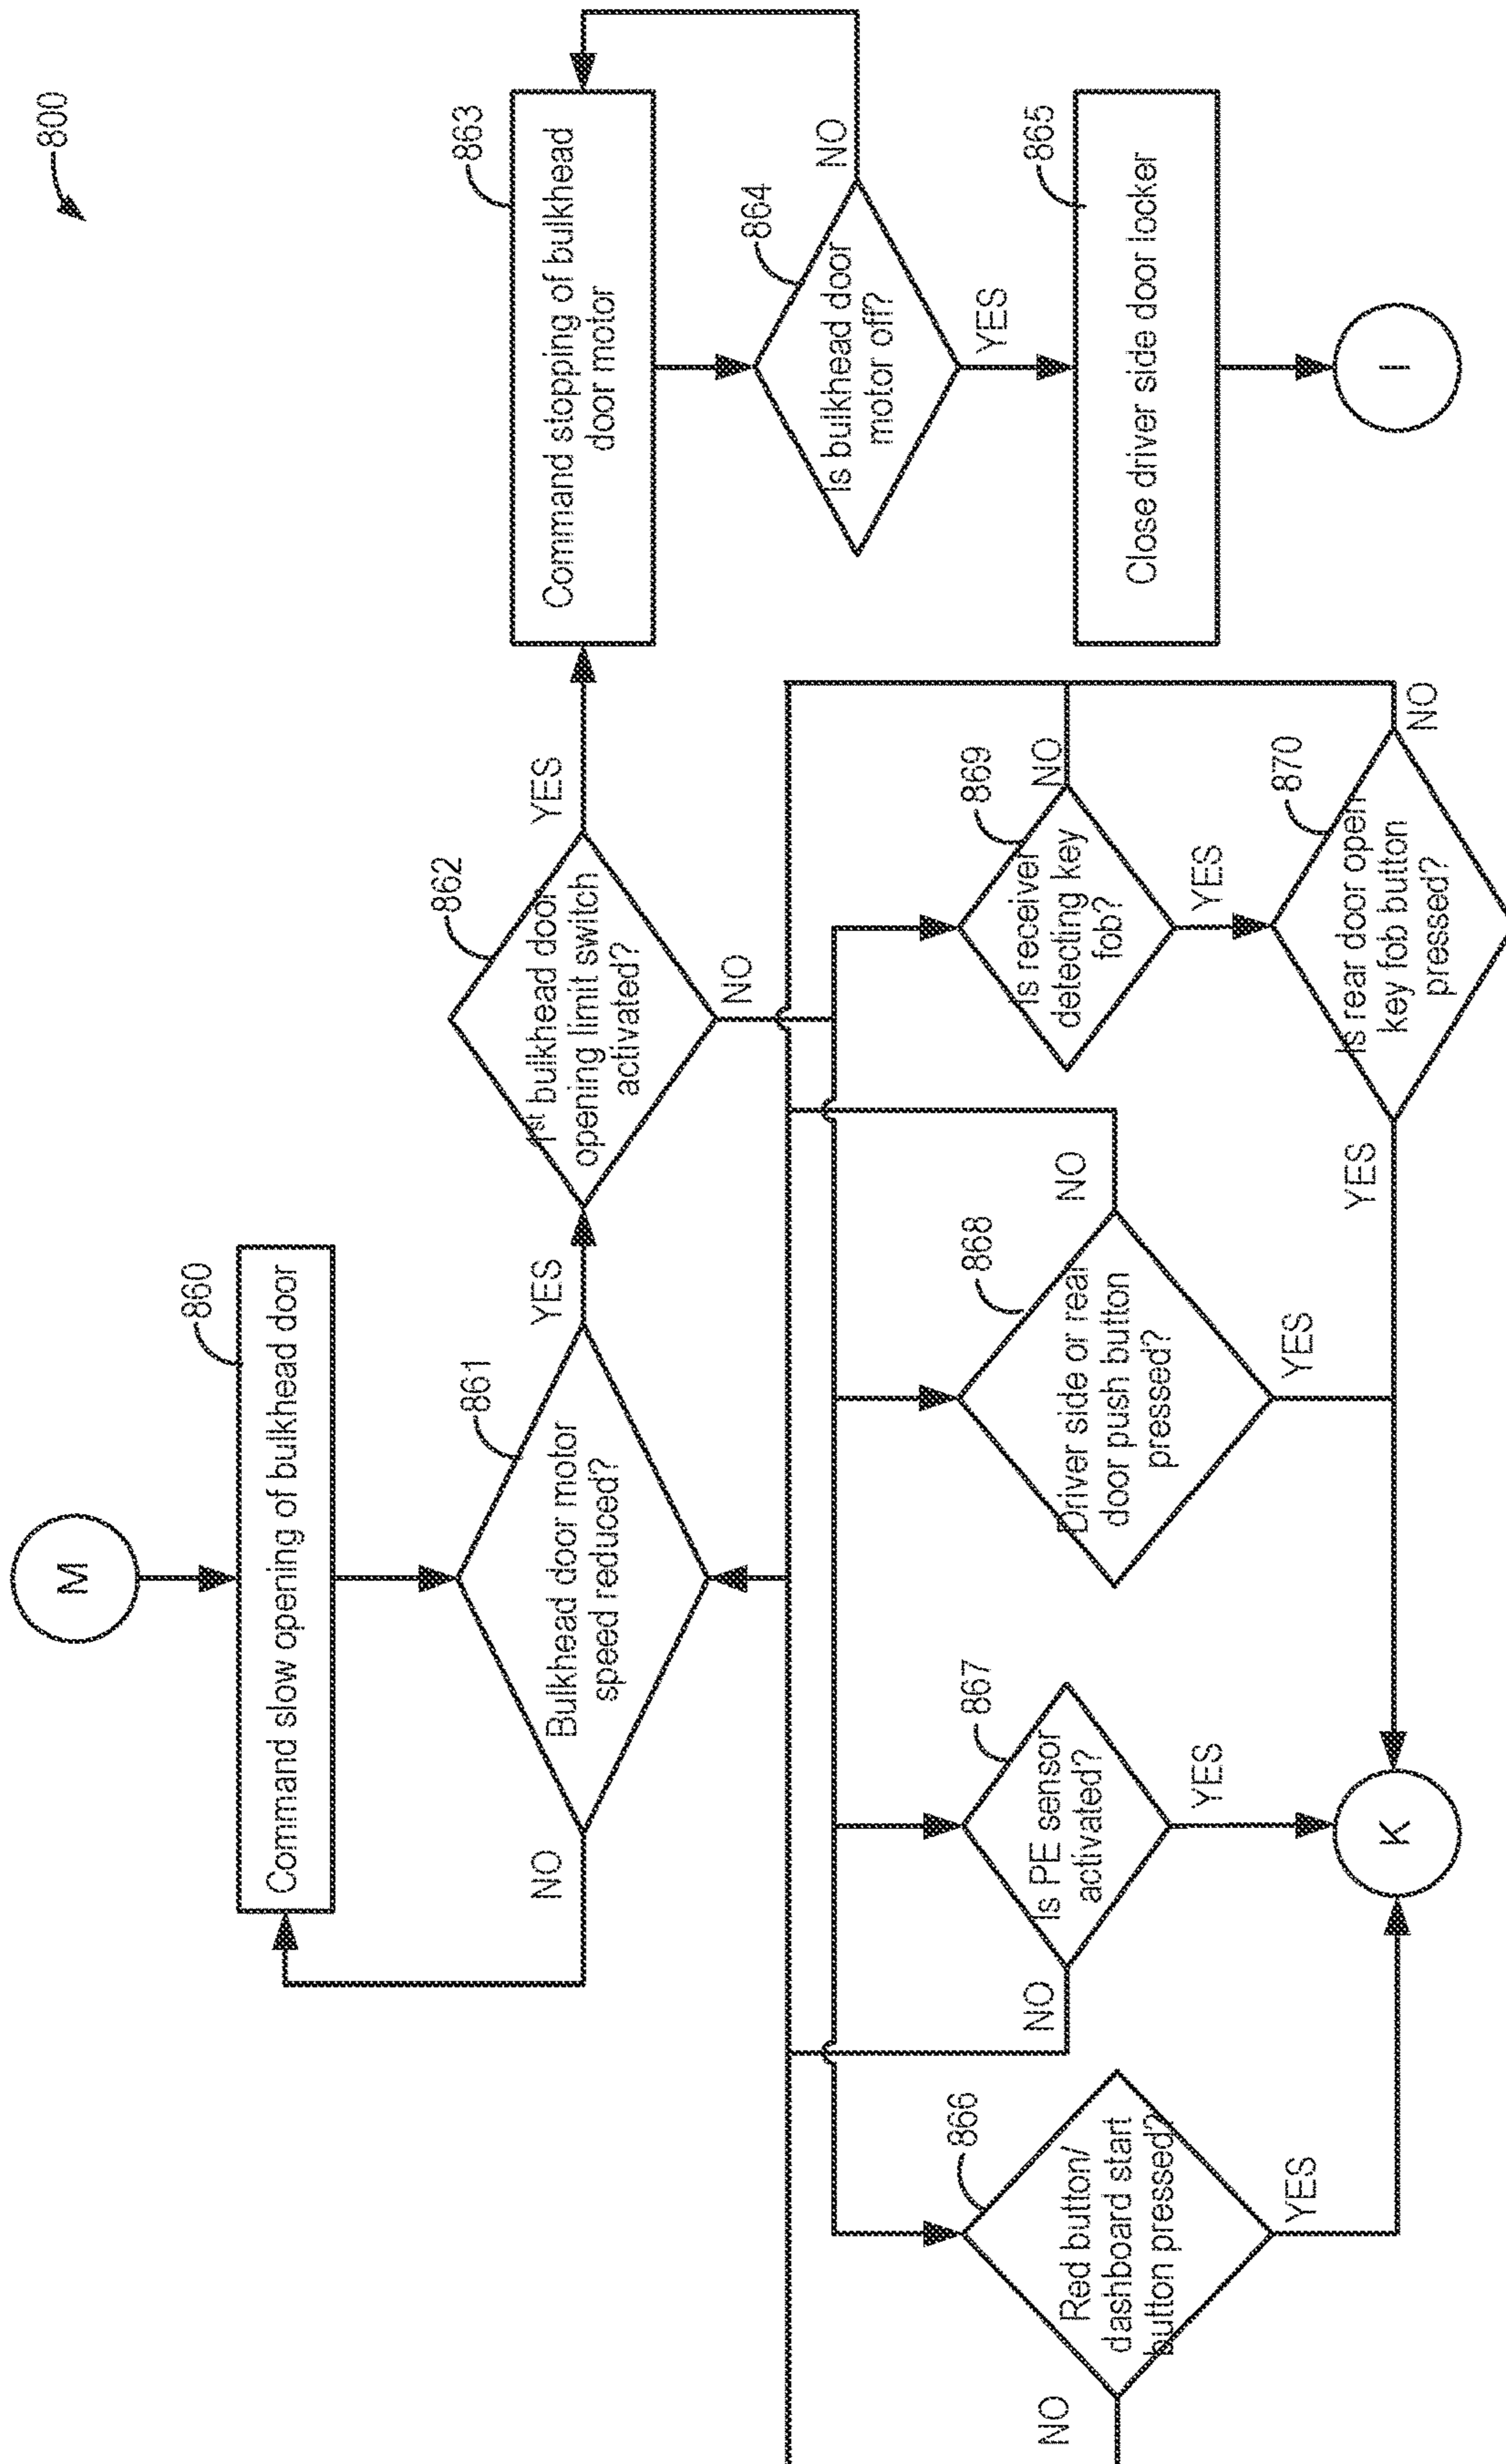 800
M
860
Command slow opening of bulkhead door
861
Bulkhead door motor
speed reduced?
NO
YES
862
1st bulkhead door
opening limit switch
activated?
YES
NO
863
Command stopping of bulkhead
door motor
864
Is bulkhead door
motor off?
NO
YES
865
Close driver side door locker
I
866
Red button/
dashboard start
button pressed?
NO
YES
867
Is PE sensor
activated?
NO
YES
868
Driver side or rear
door push button
pressed?
NO
YES
869
Is receiver
detecting key
fob?
NO
YES
870
Is rear door open
key fob button
pressed?
NO
YES
K